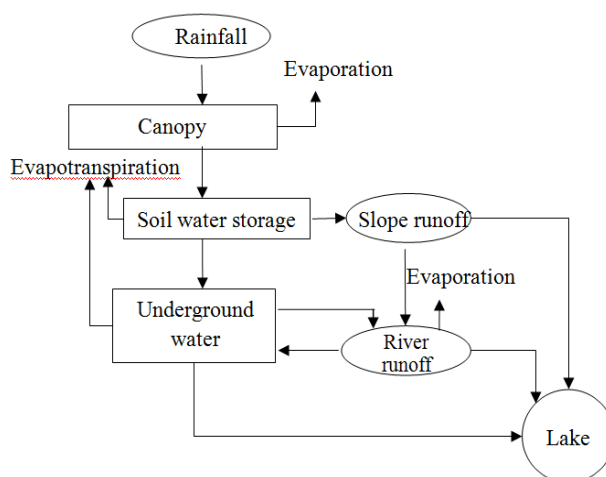 Rainfall
Evaporation
Canopy
Evapotranspiration
Soil water storage
Slope runoff
Evaporation
Underground
water
River
runoff
Lake